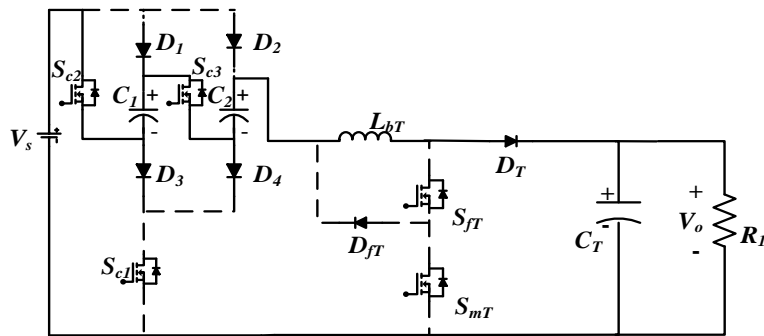 D1 D2
Sc2 Sc3
C1 + C2 +
- -
Vs
LbT
D3 D4
DT
SfT
+ +
DfT
CT - Vo R1
-
Sc1
SmT